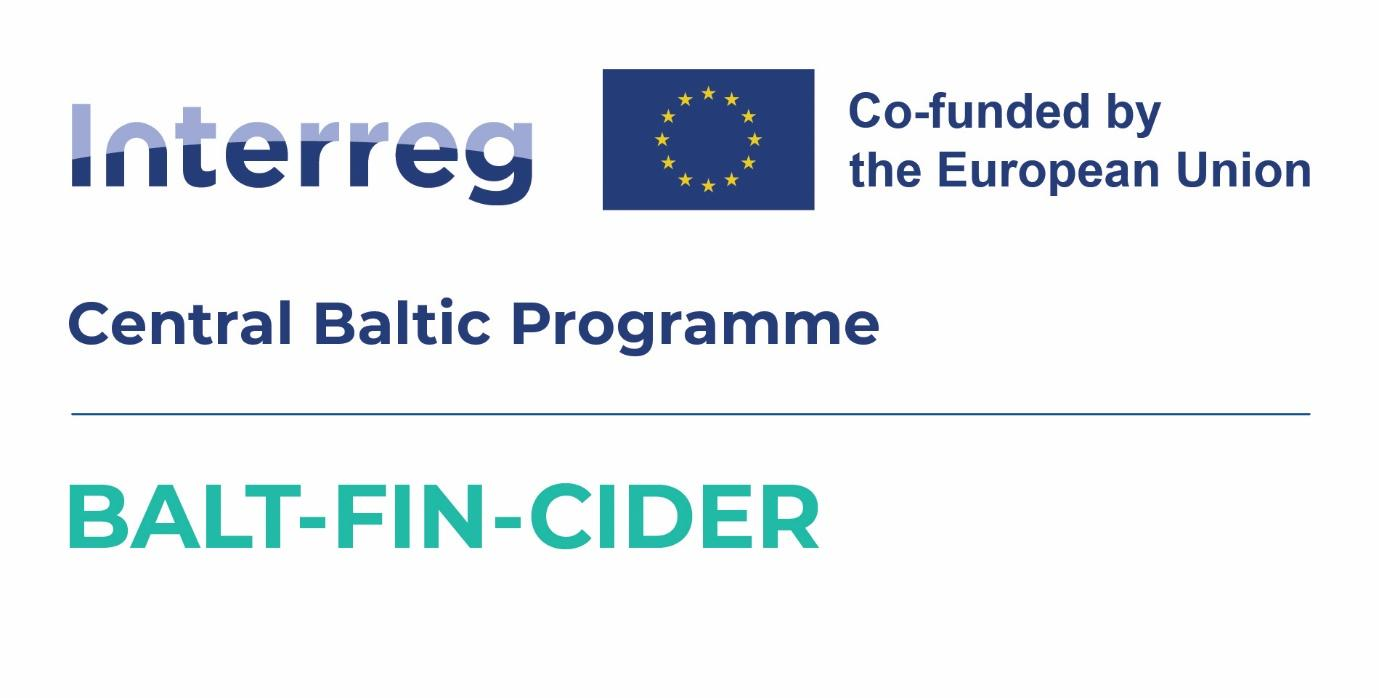 Interreg
Co-funded by
the European Union
Central Baltic Programme
BALT-FIN-CIDER